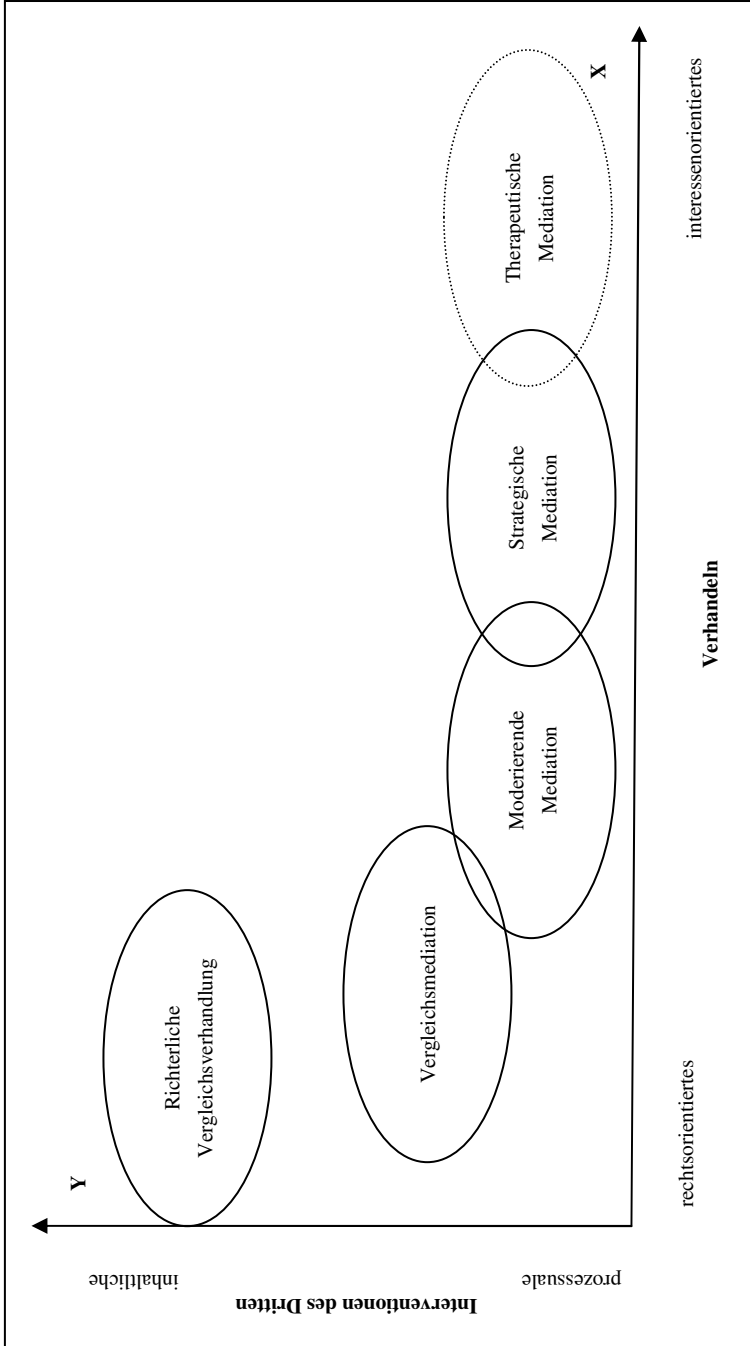 Y
inhaltliche
Interventionen des Dritten
prozessuale
Richterliche
Vergleichsverhandlung
Vergleichsmediation
Moderierende
Mediation
Strategische
Mediation
Therapeutische
Mediation
X
rechtsorientiertes
Verhandeln
interessenorientiertes